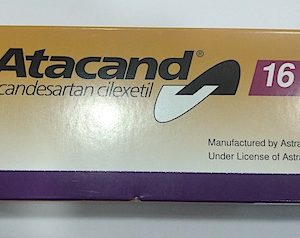 Atacand®
candesartan cilexetil
16
Manufactured by Astra
Under License of Astra